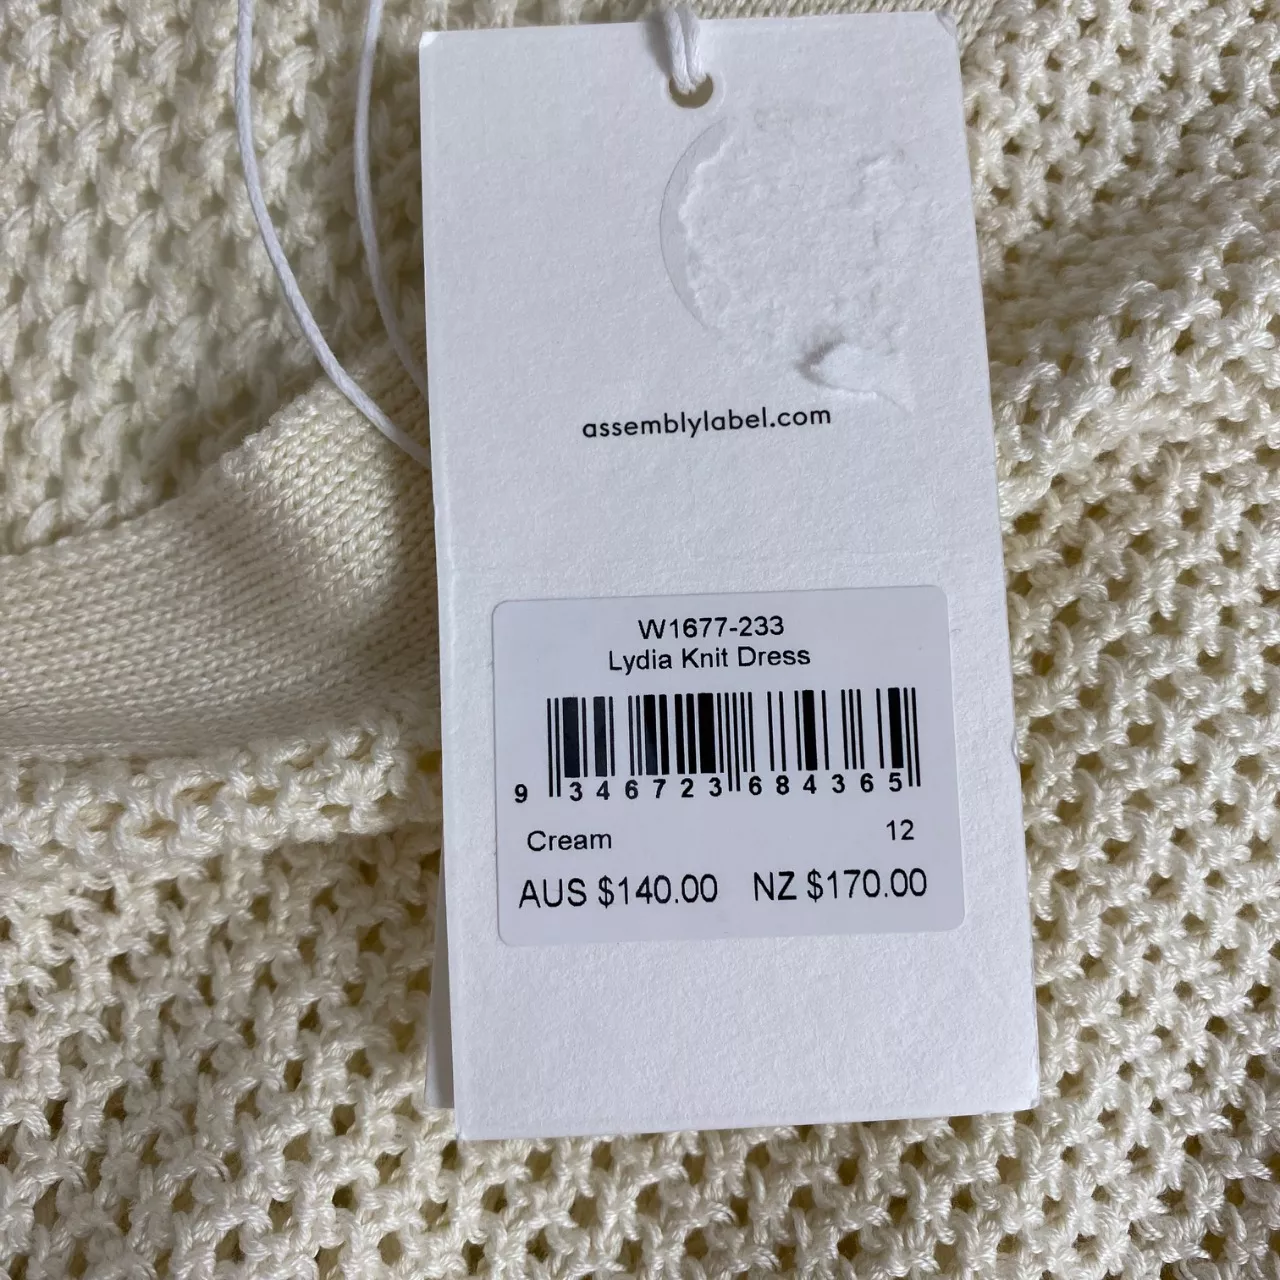 assemblylabel.com
W1677-233
Lydia Knit Dress
9 346723 684365
Cream 12
AUS $140.00 NZ $170.00